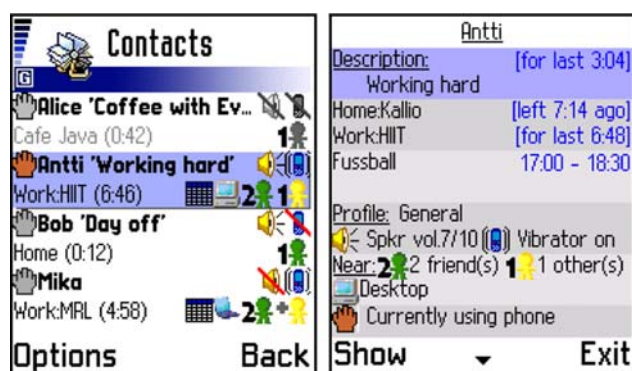 Contacts
G
Alice 'Coffee with Ev...
Cafe Java (0:42) 1
Antti 'Working hard'
Work:HIIT (6:46) 2 1
Bob 'Day off'
Home (0:12) 1
Mika
Work:MRL (4:58) 2 +
Options Back
Antti
Description: [for last 3:04]
Working hard
Home:Kallio [left 7:14 ago]
Work:HIIT [for last 6:48]
Fussball 17:00 - 18:30
Profile: General
Spkr vol.7/10 Vibrator on
Near: 2 2 friend(s) 1 1 other(s)
Desktop
Currently using phone
Show Exit